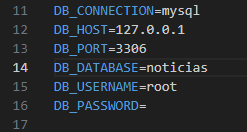 11 DB_CONNECTION=mysql
12 DB_HOST=127.0.0.1
13 DB_PORT=3306
14 DB_DATABASE=noticias
15 DB_USERNAME=root
16 DB_PASSWORD=
17